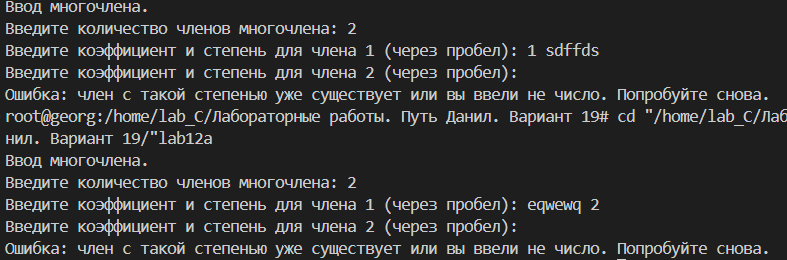 Ввод многочлена.
Введите количество членов многочлена: 2
Введите коэффициент и степень для члена 1 (через пробел): 1 sdffds
Введите коэффициент и степень для члена 2 (через пробел):
Ошибка: член с такой степенью уже существует или вы ввели не число. Попробуйте снова.
root@georg:/home/lab_C/Лабораторные работы. Путь Данил. Вариант 19# cd "/home/lab_C/Лаб
нил. Вариант 19/"lab12a
Ввод многочлена.
Введите количество членов многочлена: 2
Введите коэффициент и степень для члена 1 (через пробел): eqwewq 2
Введите коэффициент и степень для члена 2 (через пробел):
Ошибка: член с такой степенью уже существует или вы ввели не число. Попробуйте снова.